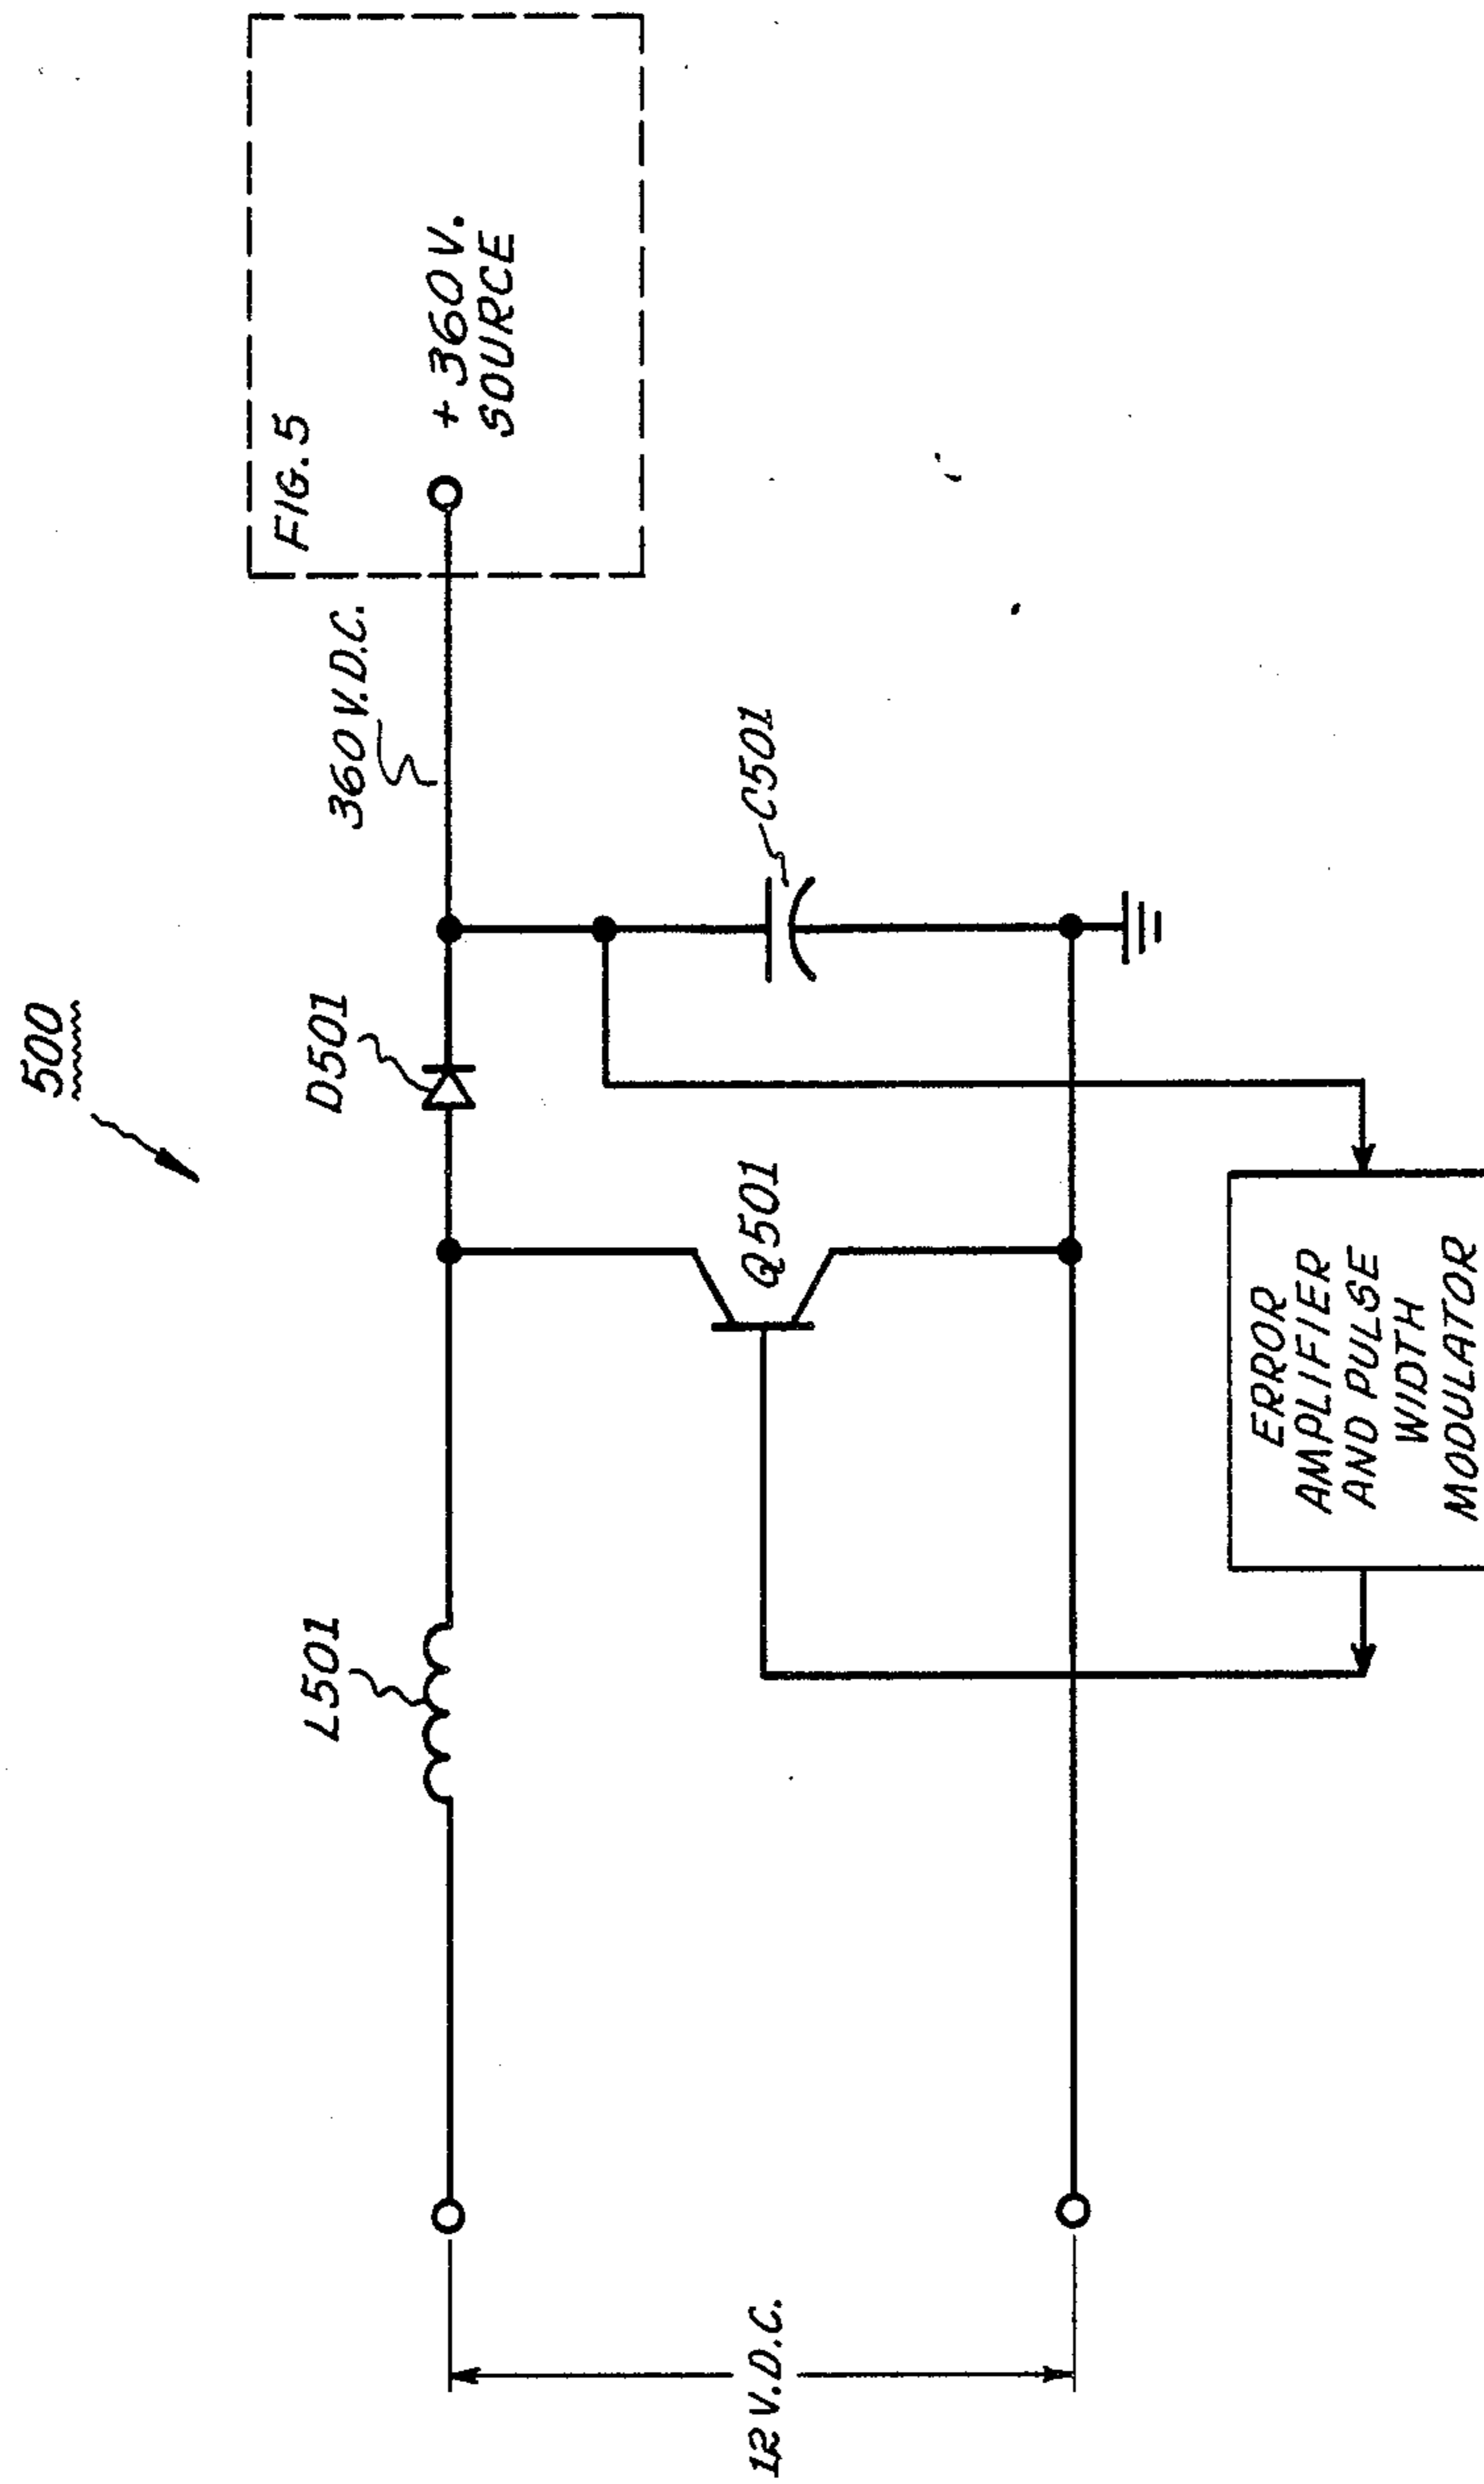 500
FIG. 5
+360 V.
SOURCE
360 V.D.C.
D501
C501
L501
Q501
12 V.D.C.
ERROR
AMPLIFIER
AND PULSE
WIDTH
MODULATOR